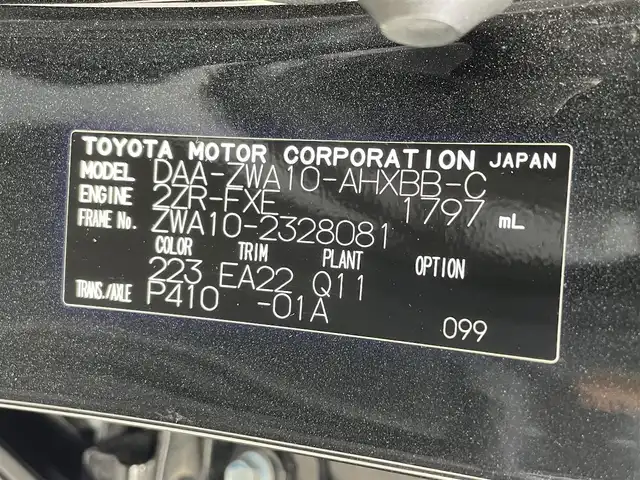 TOYOTA MOTOR CORPORATION JAPAN
MODEL DAA-ZWA10-AHXBB-C
ENGINE 2ZR-FXE 1797 mL
FRAME No. ZWA10-2328081
COLOR TRIM PLANT OPTION
223 EA22 Q11
TRANS./AXLE P410 -01A
099